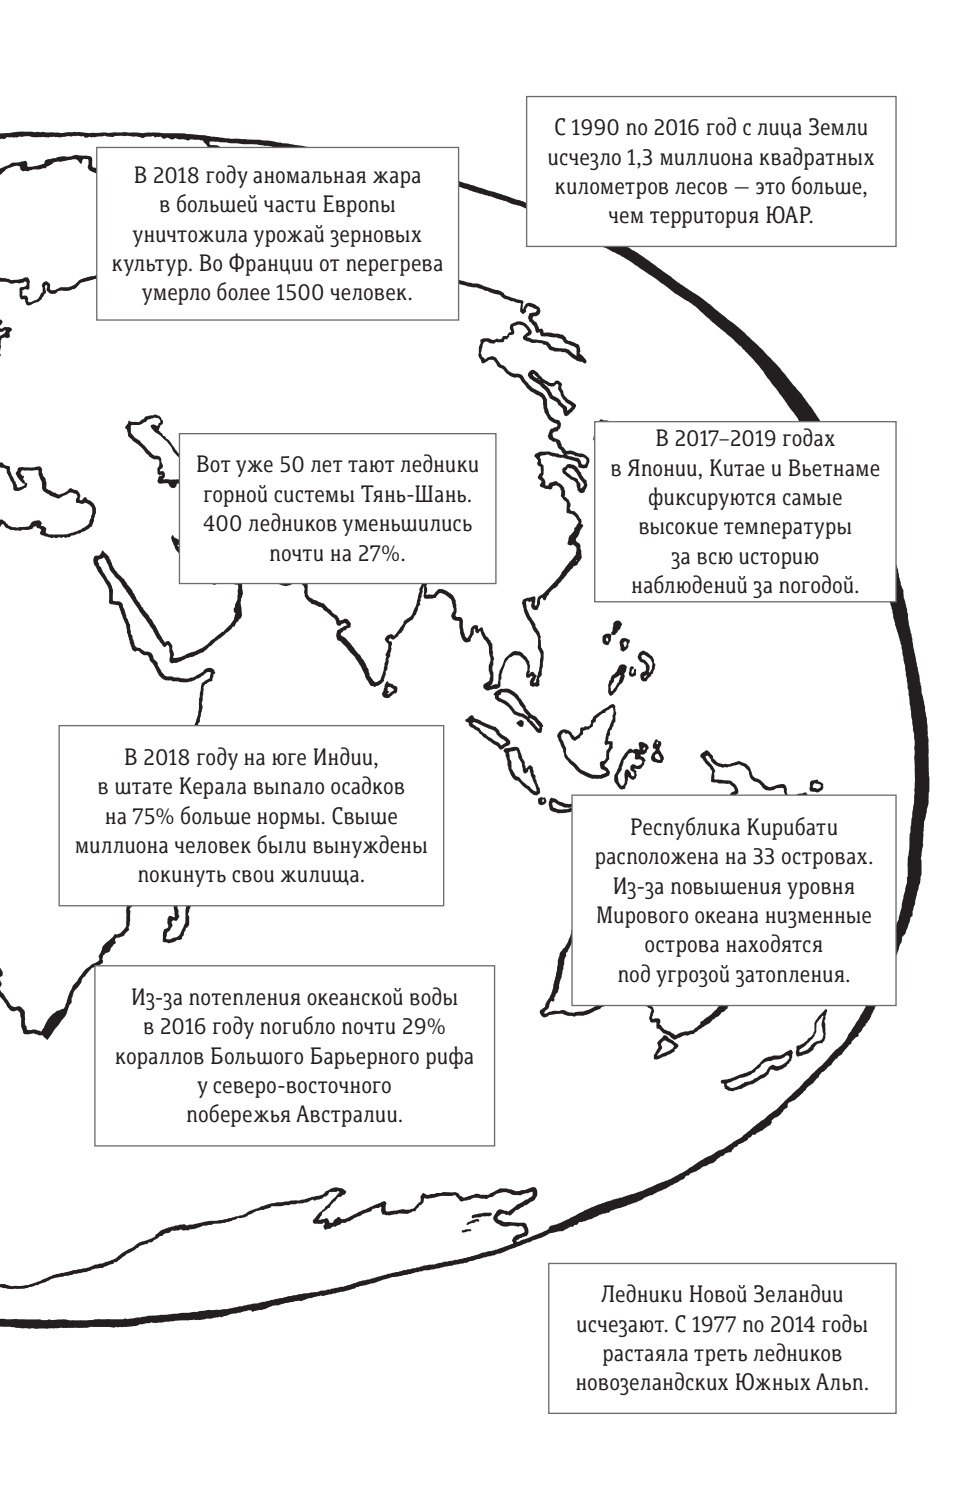 С 1990 по 2016 год с лица Земли
исчезло 1,3 миллиона квадратных
километров лесов — это больше,
чем территория ЮАР.
В 2018 году аномальная жара
в большей части Европы
уничтожила урожай зерновых
культур. Во Франции от перегрева
умерло более 1500 человек.
В 2017–2019 годах
в Японии, Китае и Вьетнаме
фиксируются самые
высокие температуры
за всю историю
наблюдений за погодой.
Вот уже 50 лет тают ледники
горной системы Тянь-Шань.
400 ледников уменьшились
почти на 27%.
В 2018 году на юге Индии,
в штате Керала выпало осадков
на 75% больше нормы. Свыше
миллиона человек были вынуждены
покинуть свои жилища.
Республика Кирибати
расположена на 33 островах.
Из-за повышения уровня
Мирового океана низменные
острова находятся
под угрозой затопления.
Из-за потепления океанской воды
в 2016 году погибло почти 29%
кораллов Большого Барьерного рифа
у северо-восточного
побережья Австралии.
Ледники Новой Зеландии
исчезают. С 1977 по 2014 годы
растаяла треть ледников
новозеландских Южных Альп.